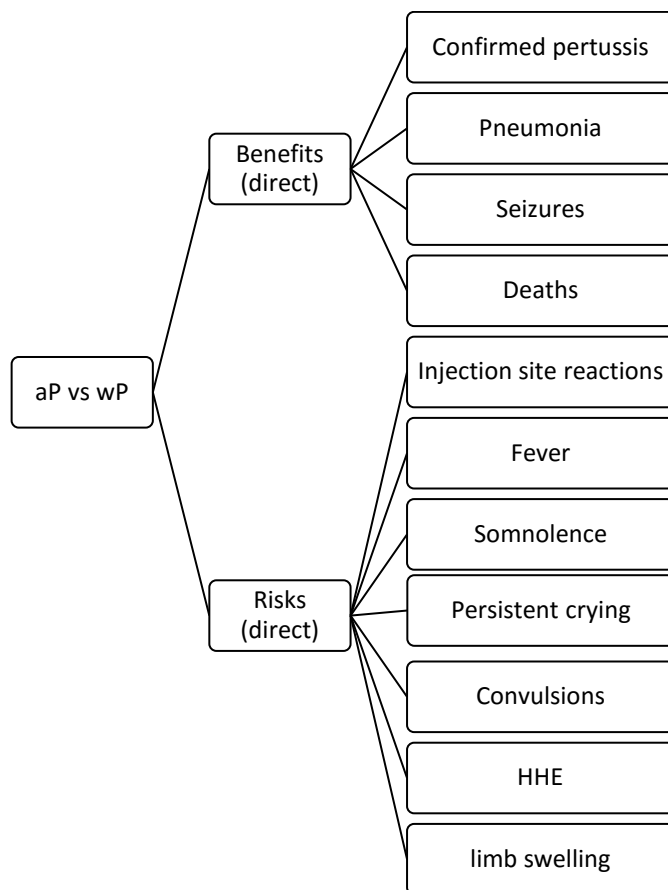 Confirmed pertussis
Pneumonia
Benefits
(direct)
Seizures
Deaths
aP vs wP
Injection site reactions
Fever
Somnolence
Risks
(direct)
Persistent crying
Convulsions
HHE
limb swelling